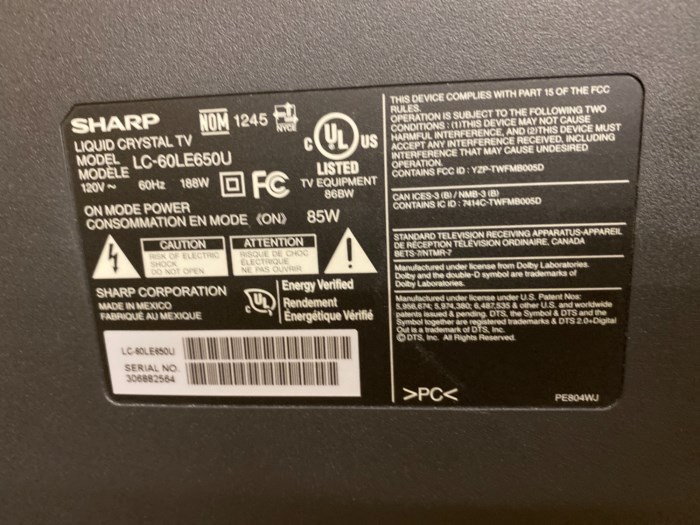 SHARP
NOM 1245 NYCE
LIQUID CRYSTAL TV
MODEL LC-60LE650U
MODÈLE
120V ~ 60Hz 188W FC
C UL US
LISTED
TV EQUIPMENT
86BW
ON MODE POWER
CONSOMMATION EN MODE (ON) 85W
CAUTION
RISK OF ELECTRIC
SHOCK
DO NOT OPEN
ATTENTION
RISQUE DE CHOC
ELECTRIQUE
NE PAS OUVRIR
SHARP CORPORATION
MADE IN MEXICO
FABRIQUÉ AU MEXIQUE
C UL
Energy Verified
Rendement
Énergétique Vérifié
LC-60LE650U
SERIAL NO.
306882564
THIS DEVICE COMPLIES WITH PART 15 OF THE FCC
RULES.
OPERATION IS SUBJECT TO THE FOLLOWING TWO
CONDITIONS : (1)THIS DEVICE MAY NOT CAUSE
HARMFUL INTERFERENCE, AND (2)THIS DEVICE MUST
ACCEPT ANY INTERFERENCE RECEIVED, INCLUDING
INTERFERENCE THAT MAY CAUSE UNDESIRED
OPERATION.
CONTAINS FCC ID : YZP-TWFMB005D
CAN ICES-3 (B) / NMB-3 (B)
CONTAINS IC ID : 7414C-TWFMB005D
STANDARD TELEVISION RECEIVING APPARATUS-APPAREIL
DE RÉCEPTION TÉLÉVISION ORDINAIRE, CANADA
BETS-7/NTMR-7
Manufactured under license from Dolby Laboratories.
Dolby and the double-D symbol are trademarks of
Dolby Laboratories.
Manufactured under license under U.S. Patent Nos:
5,956,674; 5,974,380; 6,487,535 & other U.S. and worldwide
patents issued & pending. DTS, the Symbol & DTS and the
Symbol together are registered trademarks & DTS 2.0+Digital
Out is a trademark of DTS, Inc.
© DTS, Inc. All Rights Reserved.
>PC<
PE804WJ